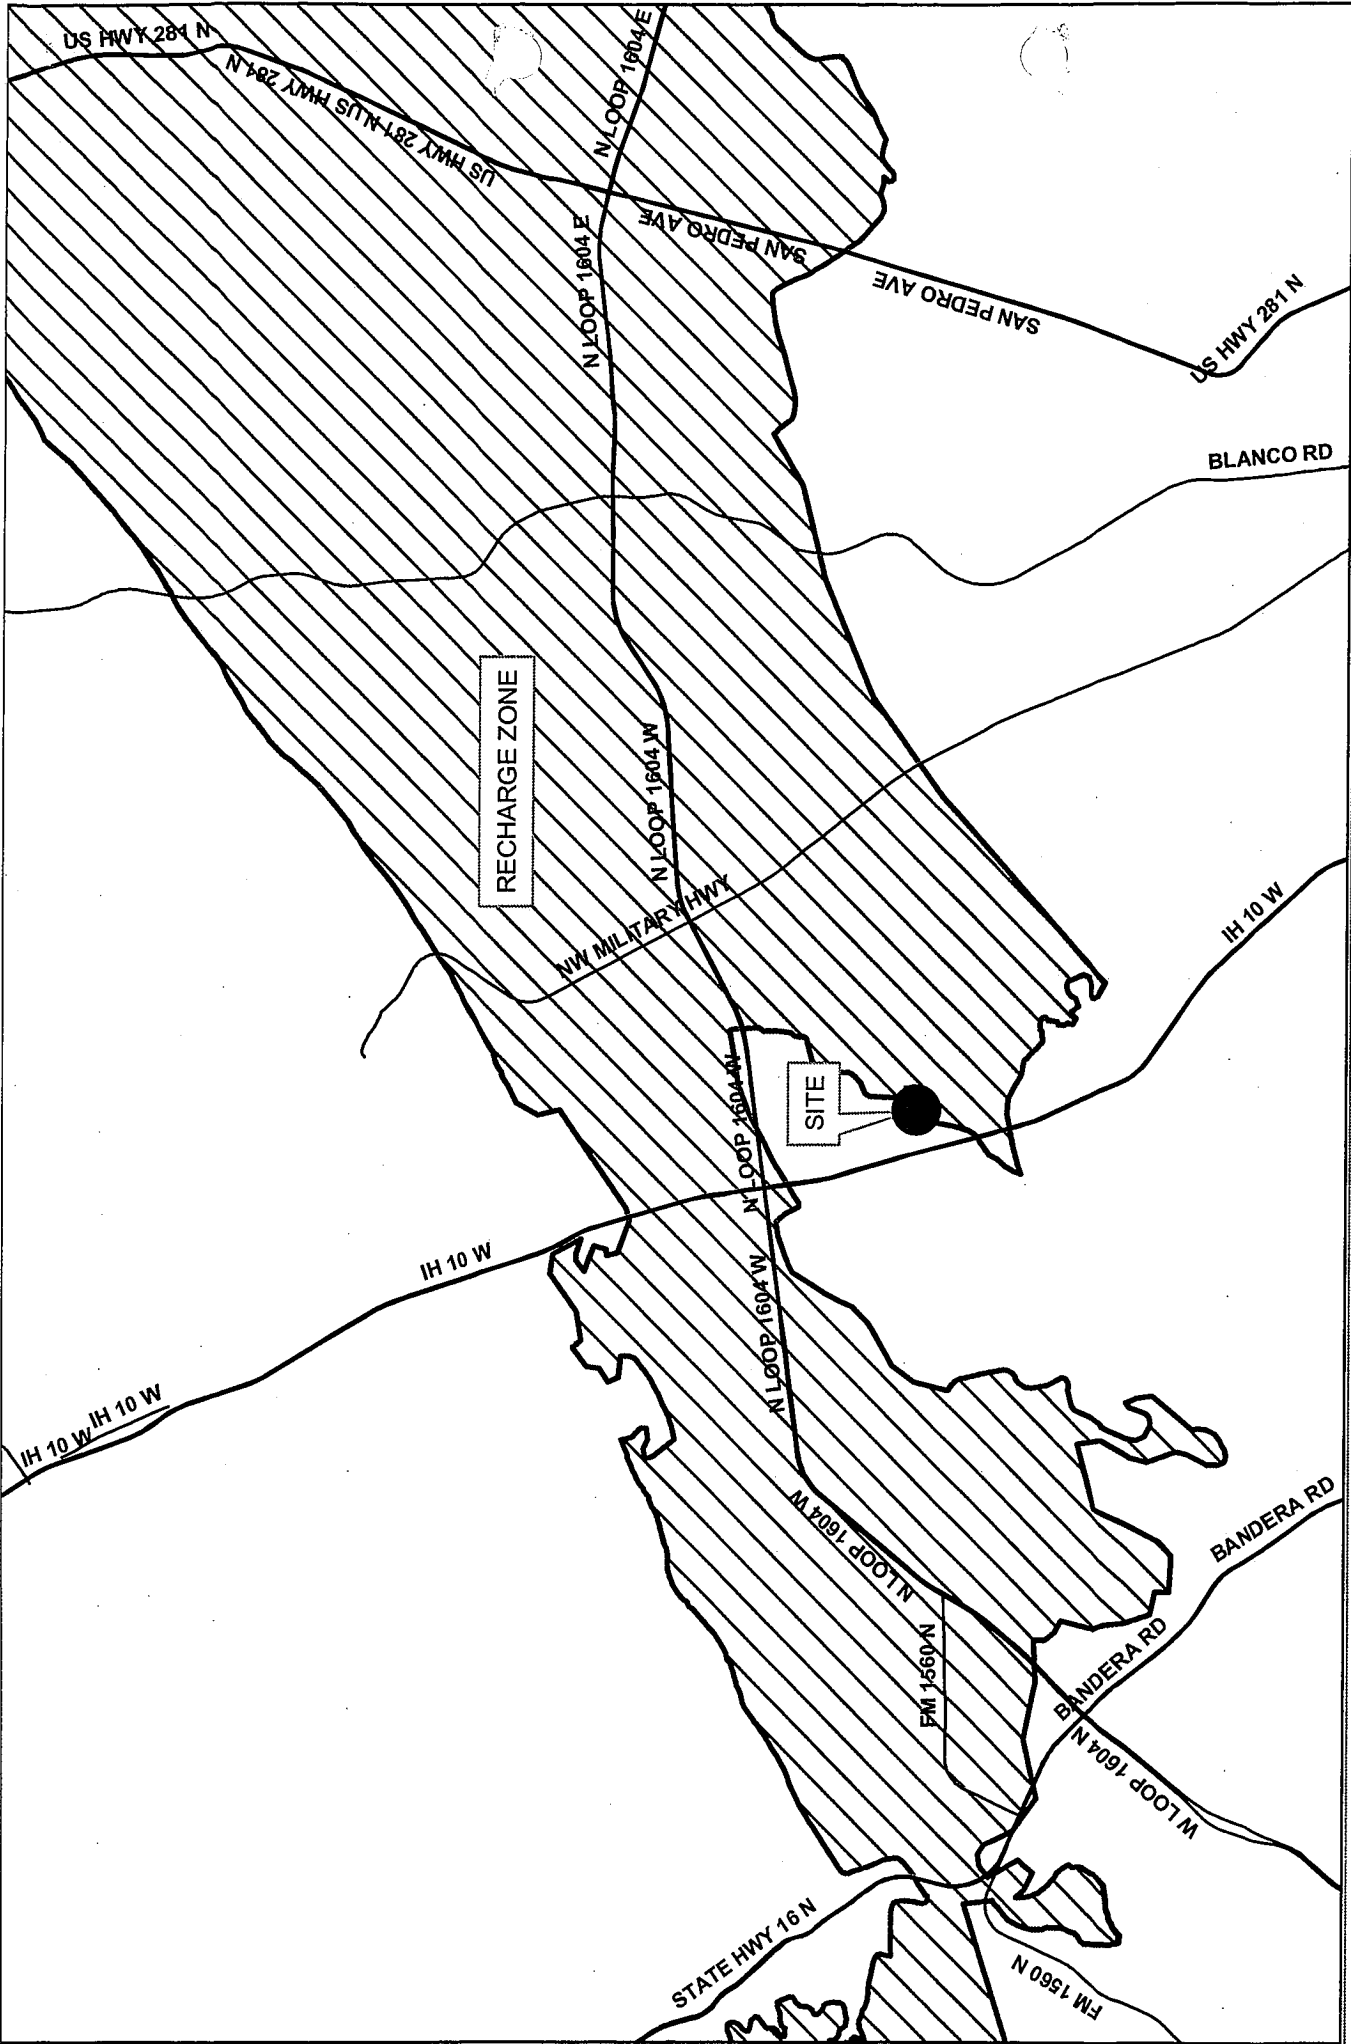 US HWY 281 N
US HWY 281 N
US HWY 281 N
N LOOP 1604 E
N LOOP 1604 E
SAN PEDRO AVE
SAN PEDRO AVE
US HWY 281 N
BLANCO RD
RECHARGE ZONE
N LOOP 1604 W
NW MILITARY HWY
IH 10 W
N LOOP 1604 W
SITE
IH 10 W
N LOOP 1604 W
IH 10 W
IH 10 W
N LOOP 1604 W
BANDERA RD
FM 1560 N
BANDERA RD
W LOOP 1604 N
STATE HWY 16 N
FM 1560 N